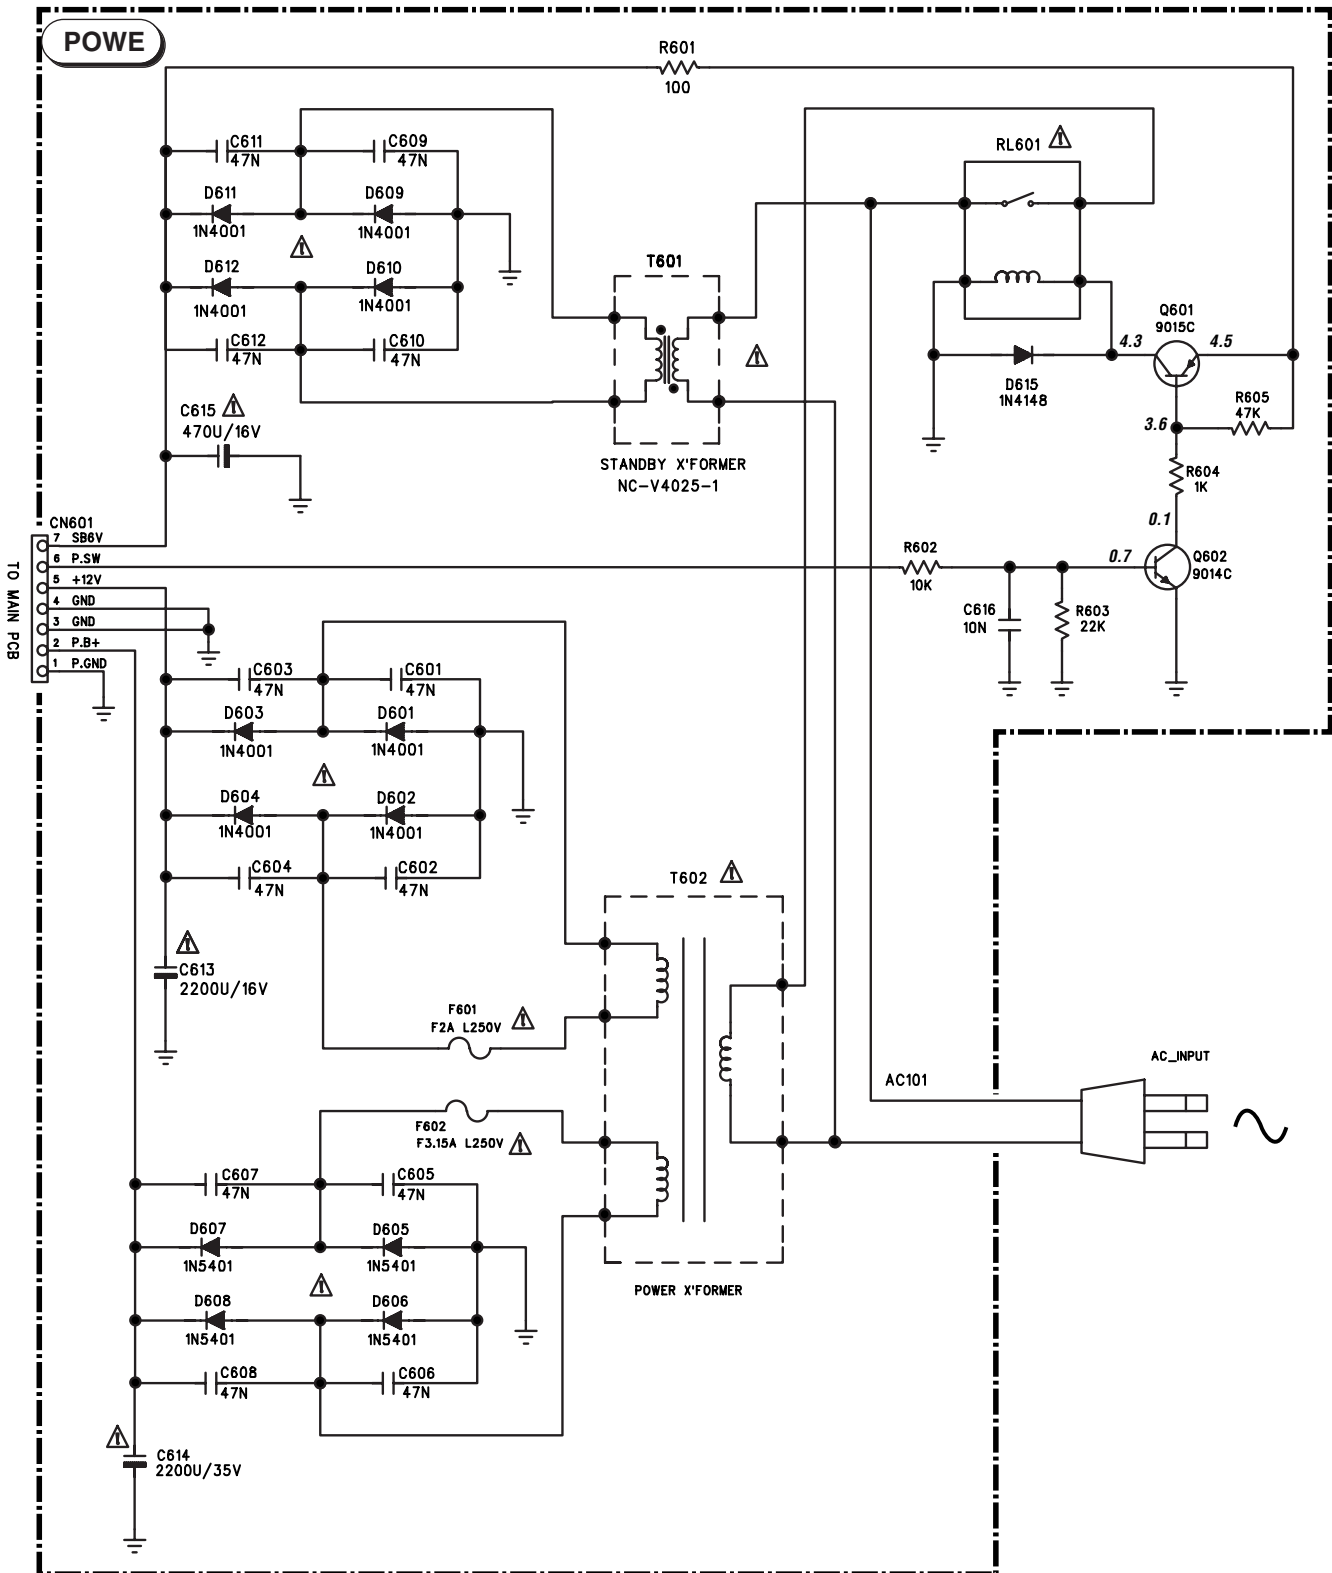 POWE
R601
100
C611
47N
C609
47N
RL601
D611
1N4001
D609
1N4001
D612
1N4001
D610
1N4001
T601
Q601
9015C
4.3
4.5
C612
47N
C610
47N
D615
1N4148
R605
47K
C615
470U/16V
3.6
STANDBY X'FORMER
NC-V4025-1
R604
1K
0.1
CN601
7 SB6V
6 P.SW
5 +12V
4 GND
3 GND
2 P.B+
1 P.GND
TO MAIN PCB
R602
10K
0.7
Q602
9014C
C616
10N
R603
22K
C603
47N
C601
47N
D603
1N4001
D601
1N4001
D604
1N4001
D602
1N4001
C604
47N
C602
47N
T602
C613
2200U/16V
F601
F2A L250V
AC_INPUT
AC101
F602
F3.15A L250V
C607
47N
C605
47N
D607
1N5401
D605
1N5401
POWER X'FORMER
D608
1N5401
D606
1N5401
C608
47N
C606
47N
C614
2200U/35V